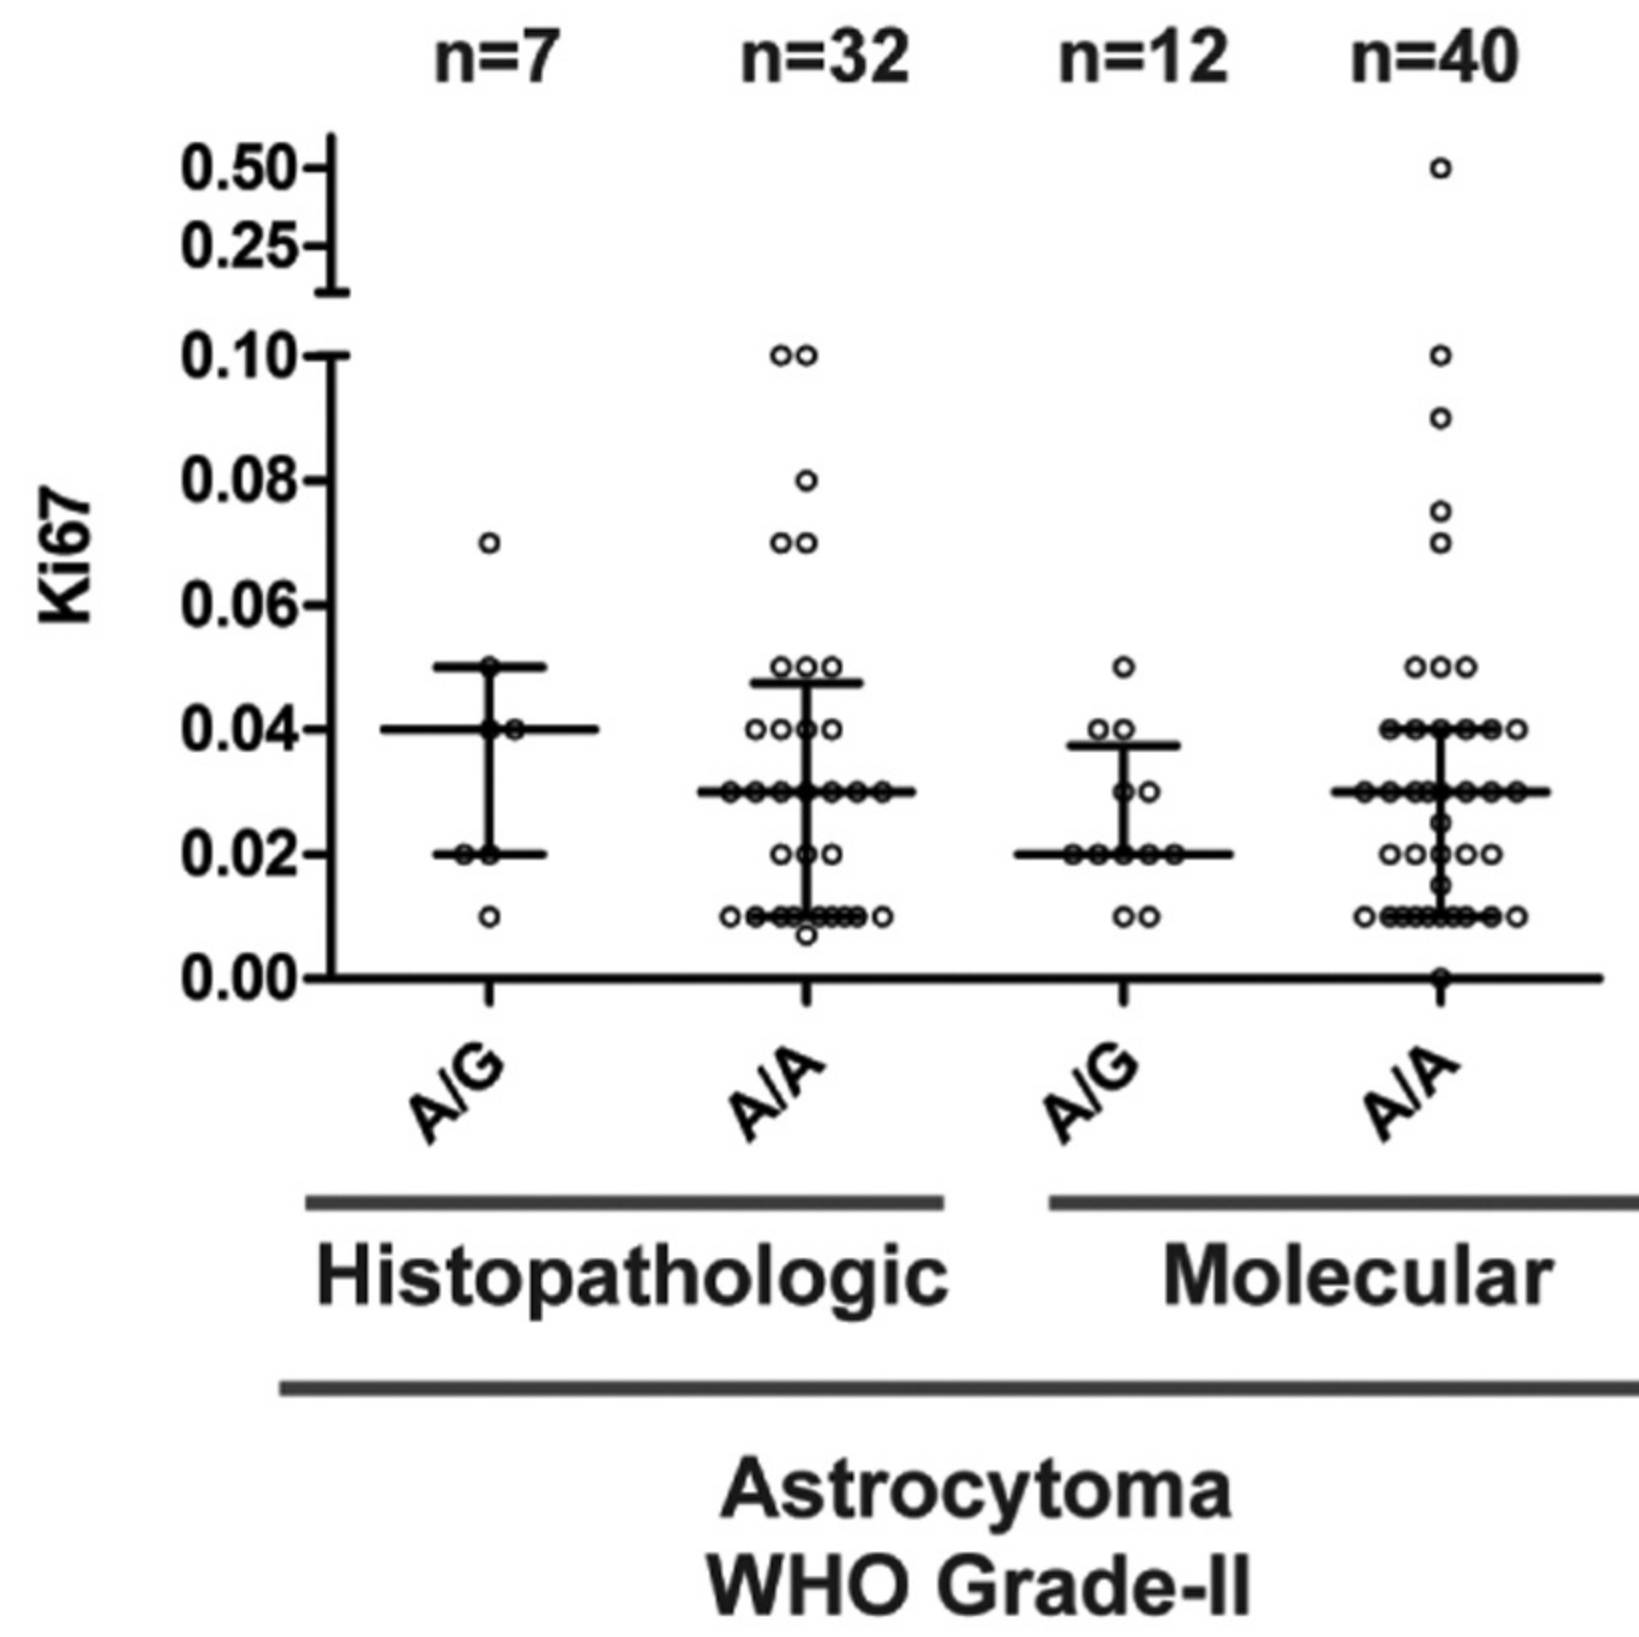 n=7 n=32 n=12 n=40
0.50
0.25
0.10
0.08
0.06
0.04
0.02
0.00
Ki67
A/G A/A A/G A/A
Histopathologic Molecular
Astrocytoma
WHO Grade-II